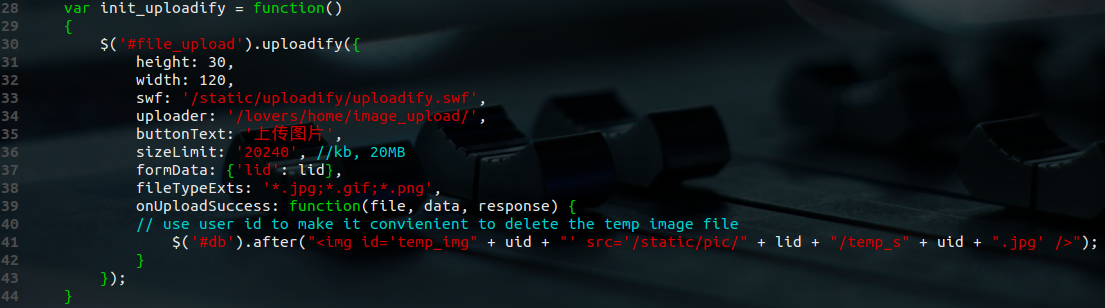 28 var init_uploadify = function()
29 {
30 $('#file_upload').uploadify({
31 height: 30,
32 width: 120,
33 swf: '/static/uploadify/uploadify.swf',
34 uploader: '/lovers/home/image_upload/',
35 buttonText: '上传图片',
36 sizeLimit: '20240', //kb, 20MB
37 formData: {'lid': lid},
38 fileTypeExts: '*.jpg;*.gif;*.png',
39 onUploadSuccess: function(file, data, response) {
40 // use user id to make it convienient to delete the temp image file
41 $('#db').after("<img id='temp_img" + uid + "' src='/static/pic/" + lid + "/temp_s" + uid + ".jpg' />");
42 }
43 });
44 }